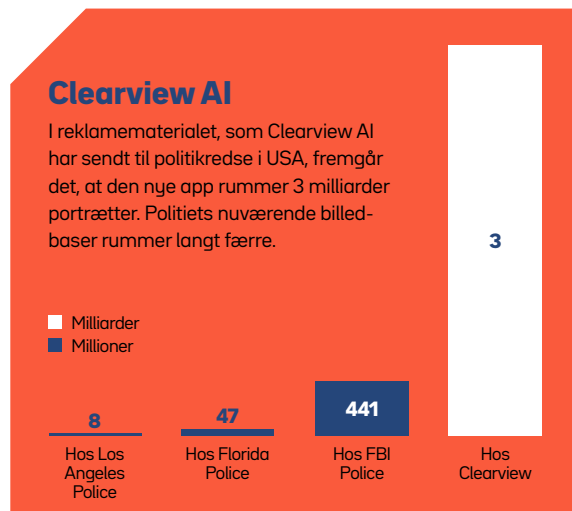 Clearview AI
I reklamematerialet, som Clearview AI
har sendt til politikredse i USA, fremgår
det, at den nye app rummer 3 milliarder
portrætter. Politiets nuværende billed-
baser rummer langt færre.
3
Milliarder
Millioner
8
47
441
Hos Los
Angeles
Police
Hos Florida
Police
Hos FBI
Police
Hos
Clearview